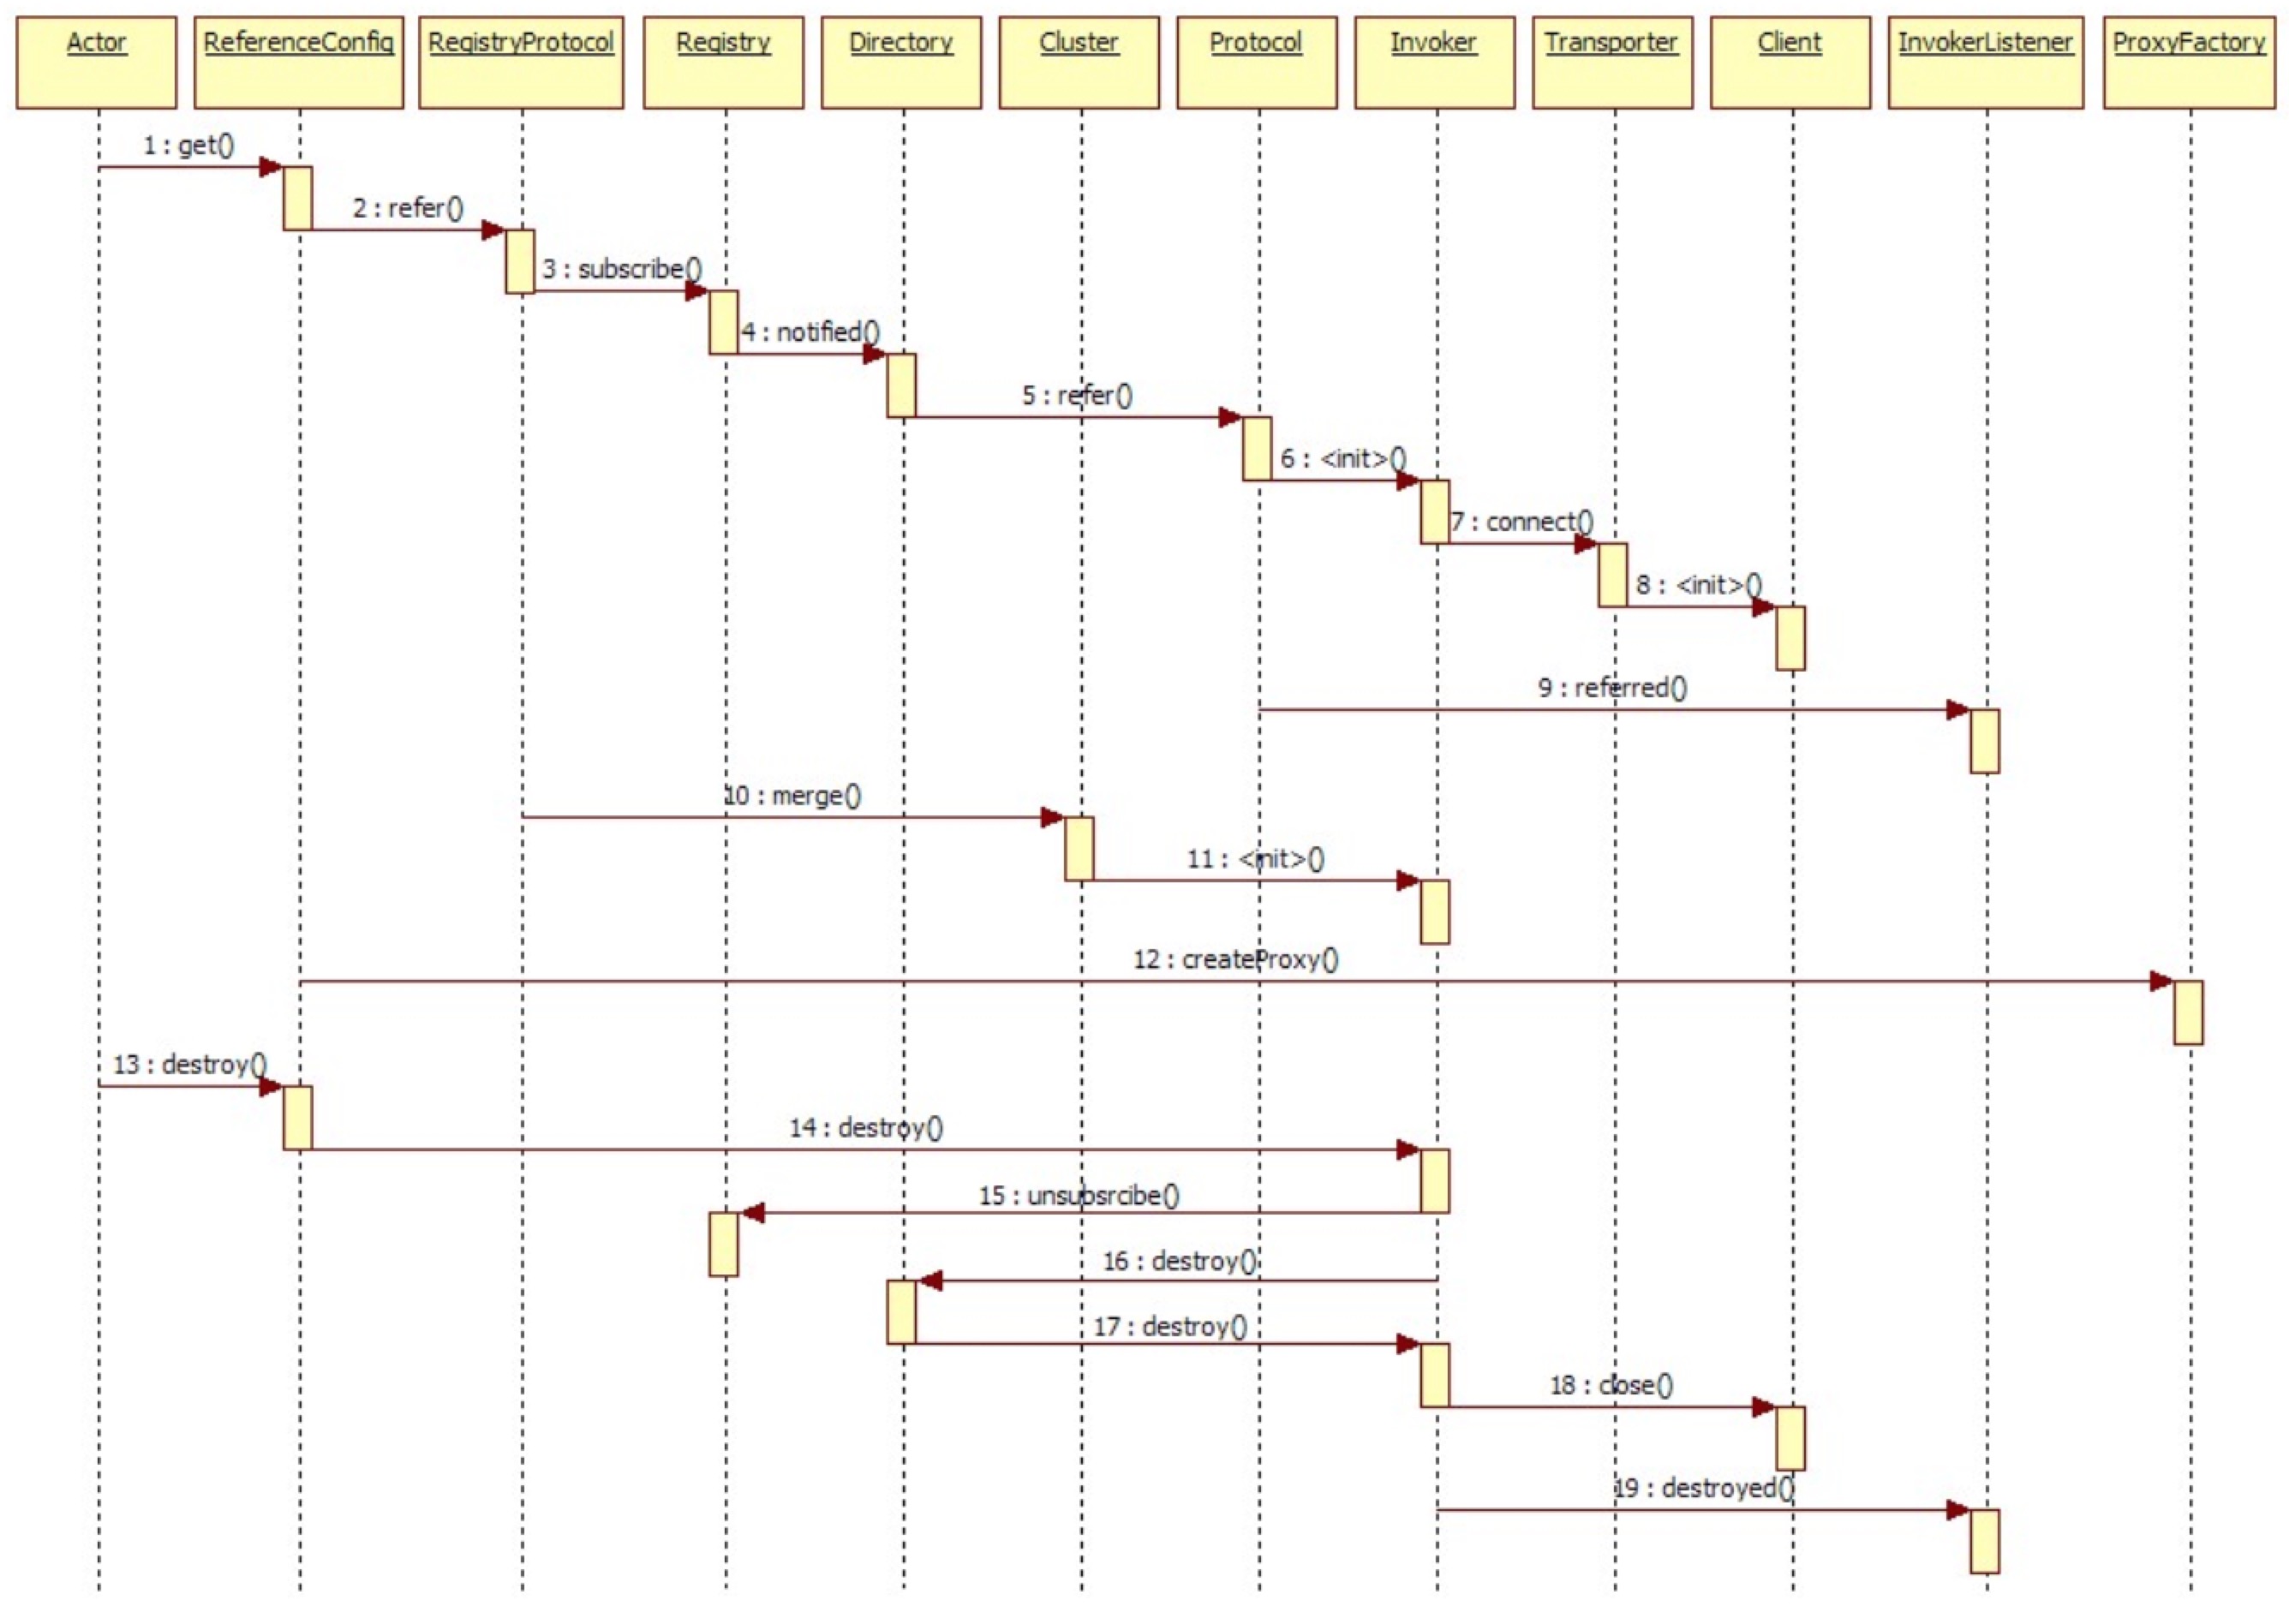 Actor ReferenceConfig RegistryProtocol Registry Directory Cluster Protocol Invoker Transporter Client InvokerListener ProxyFactory
1 : get()
2 : refer()
3 : subscribe()
4 : notified()
5 : refer()
6 : <init>()
7 : connect()
8 : <init>()
9 : referred()
10 : merge()
11 : <init>()
12 : createProxy()
13 : destroy()
14 : destroy()
15 : unsubsrcibe()
16 : destroy()
17 : destroy()
18 : close()
19 : destroyed()